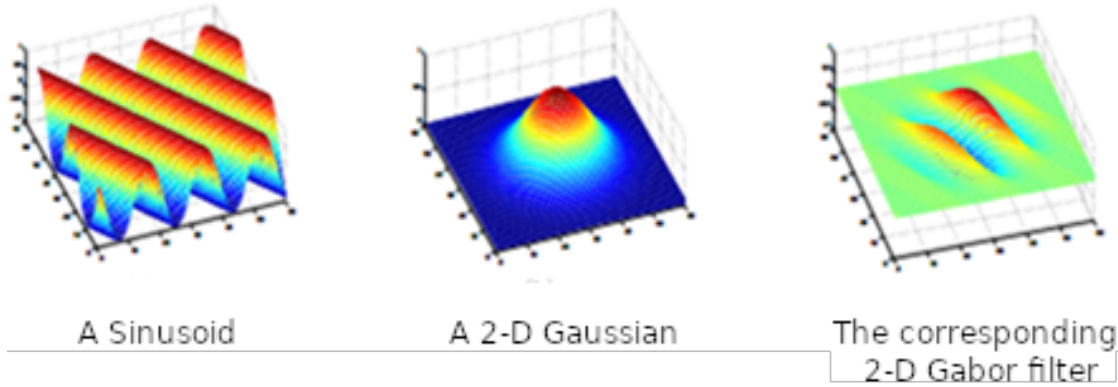 A Sinusoid
A 2-D Gaussian
The corresponding
2-D Gabor filter